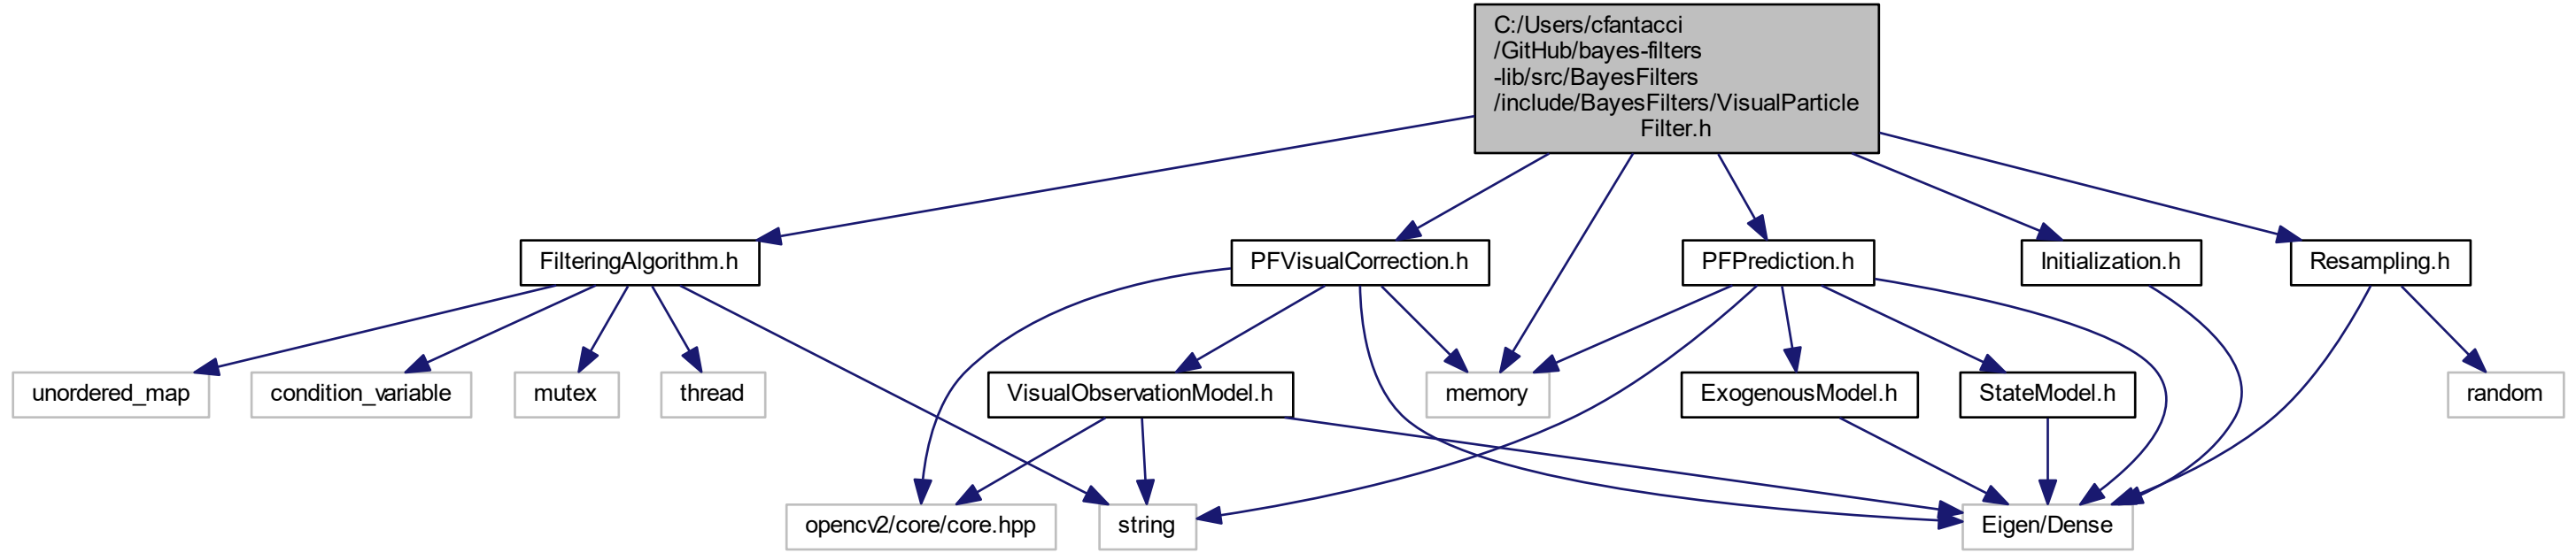 C:/Users/cfantacci
/GitHub/bayes-filters
-lib/src/BayesFilters
/include/BayesFilters/VisualParticle
Filter.h
FilteringAlgorithm.h
PFVisualCorrection.h
PFPrediction.h
Initialization.h
Resampling.h
unordered_map
condition_variable
mutex
thread
VisualObservationModel.h
memory
ExogenousModel.h
StateModel.h
random
opencv2/core/core.hpp
string
Eigen/Dense